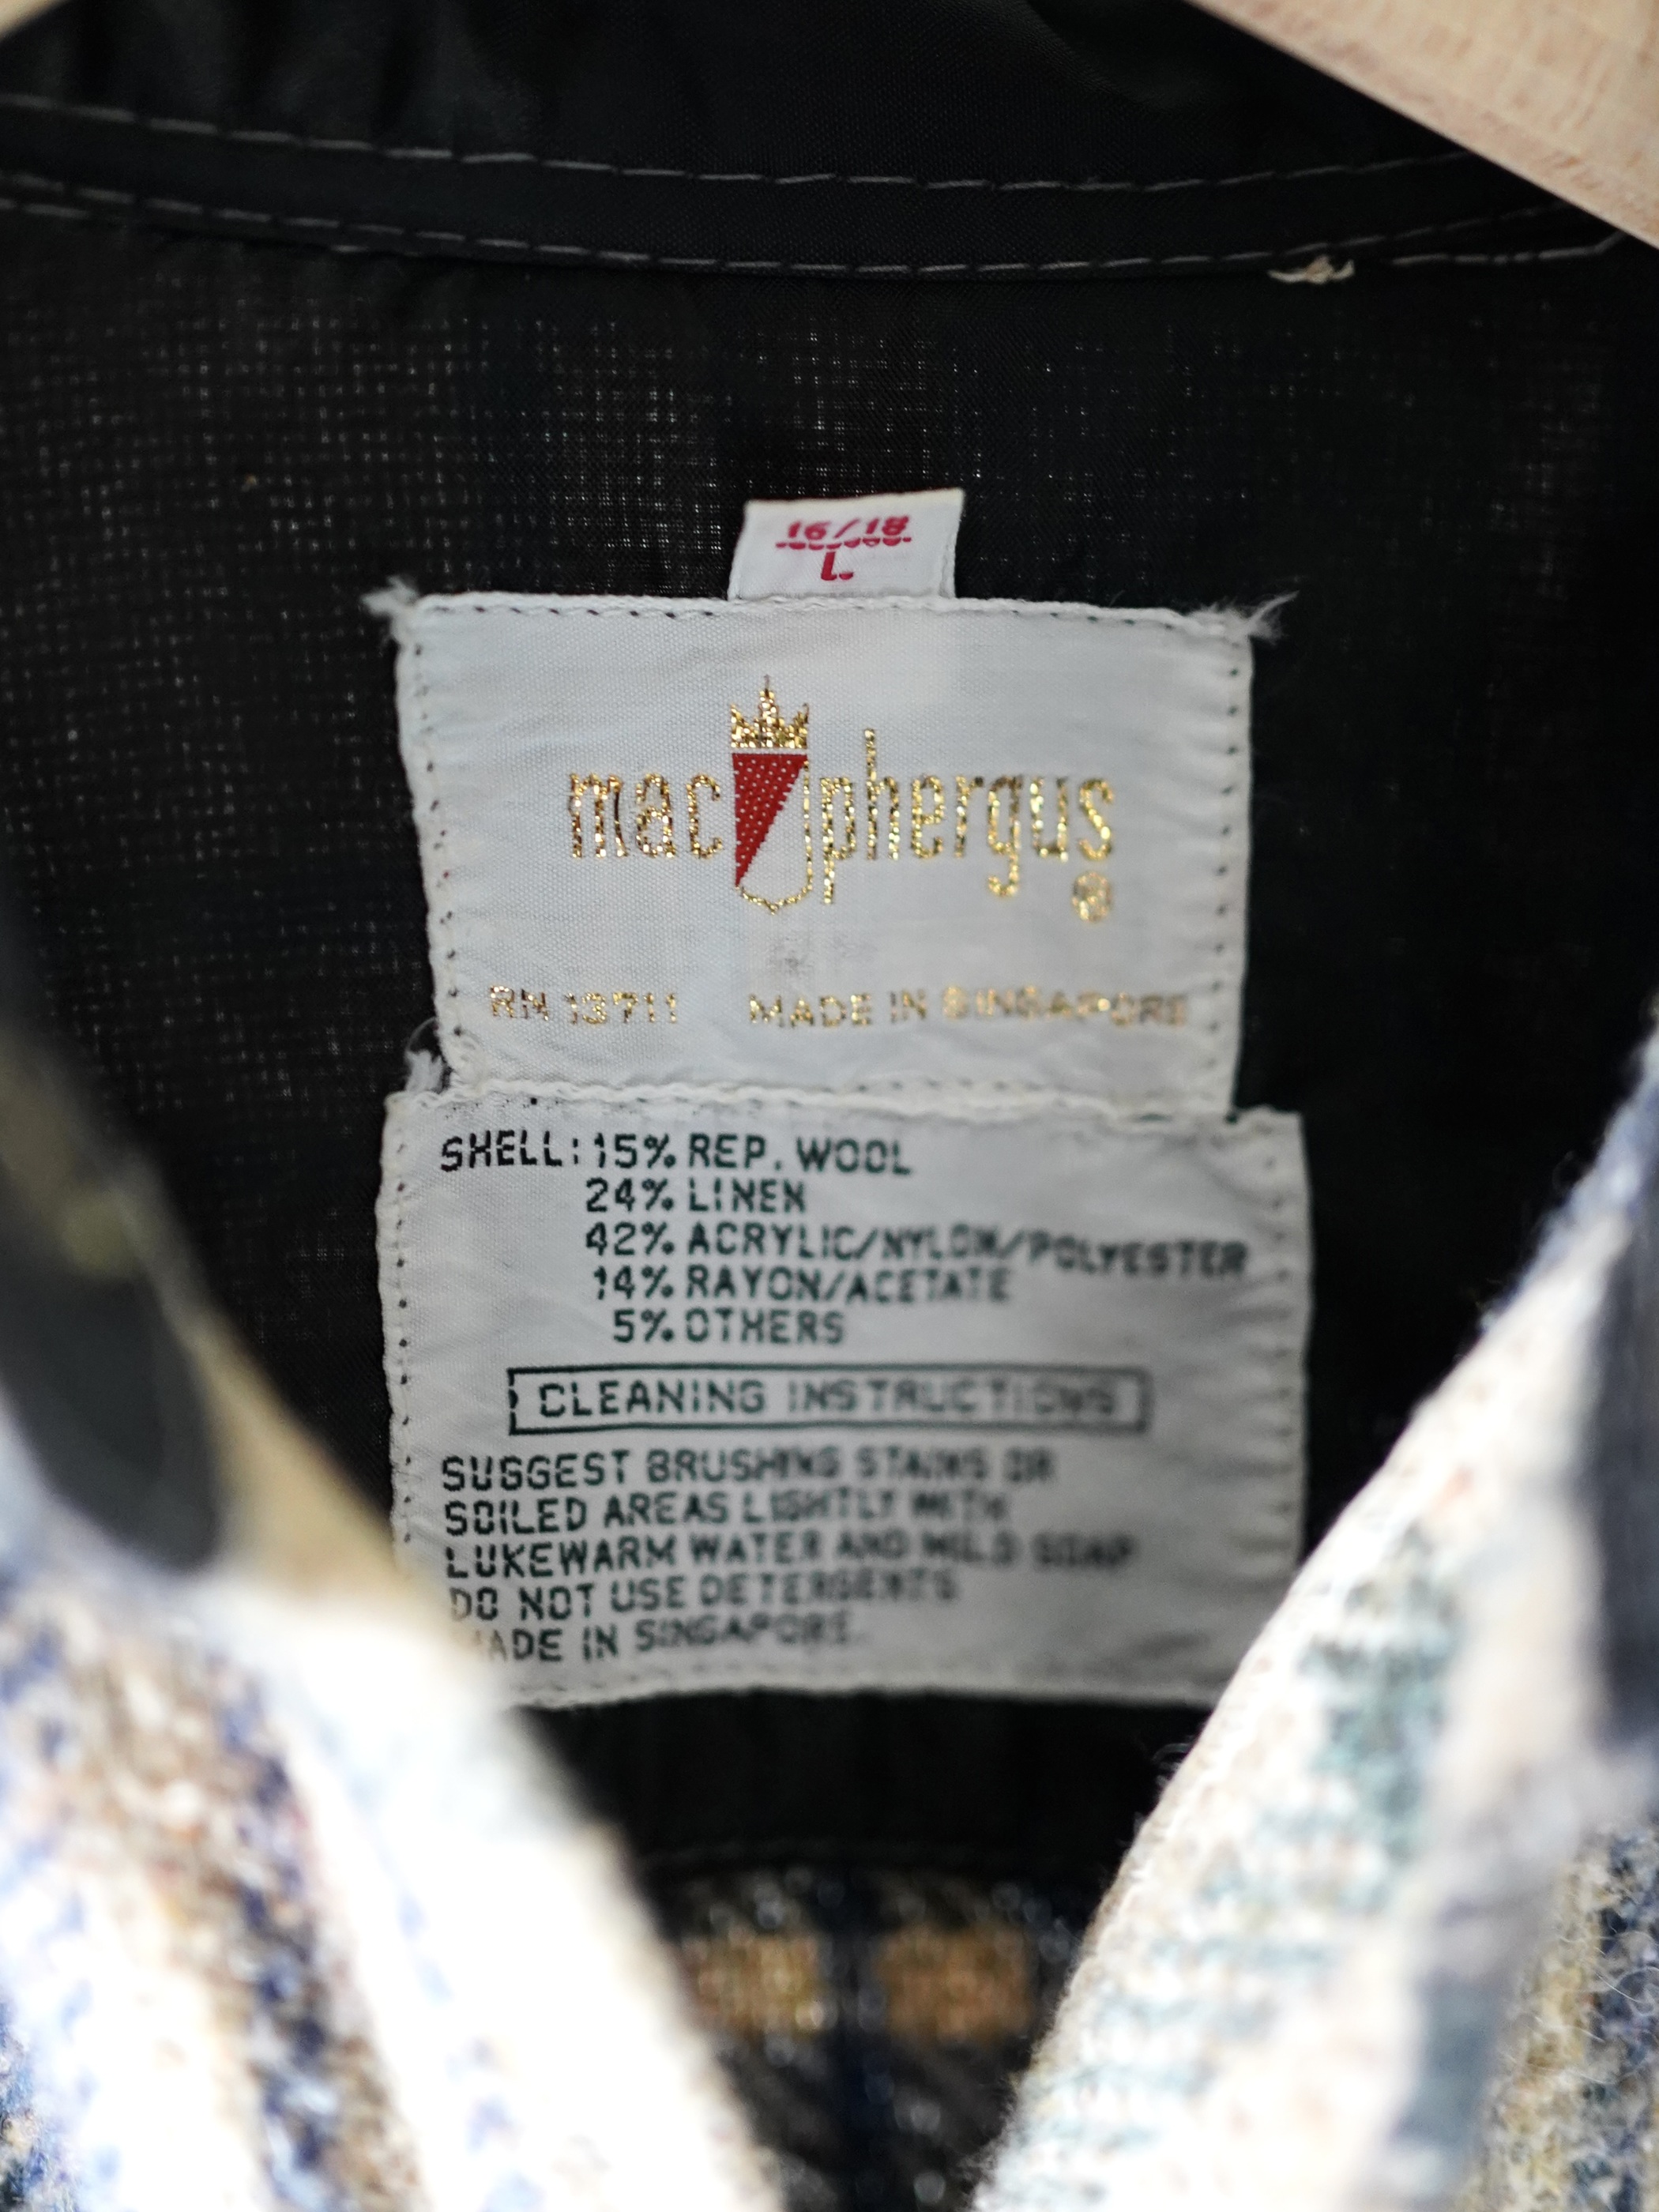 16/18
L.
mac phergus
®
RN 13711 MADE IN SINGAPORE
SHELL: 15% REP. WOOL
24% LINEN
42% ACRYLIC/NYLON/POLYESTER
14% RAYON/ACETATE
5% OTHERS
CLEANING INSTRUCTIONS
SUGGEST BRUSHING STAINS OR
SOILED AREAS LIGHTLY WITH
LUKEWARM WATER AND MILD SOAP
DO NOT USE DETERGENTS
MADE IN SINGAPORE.